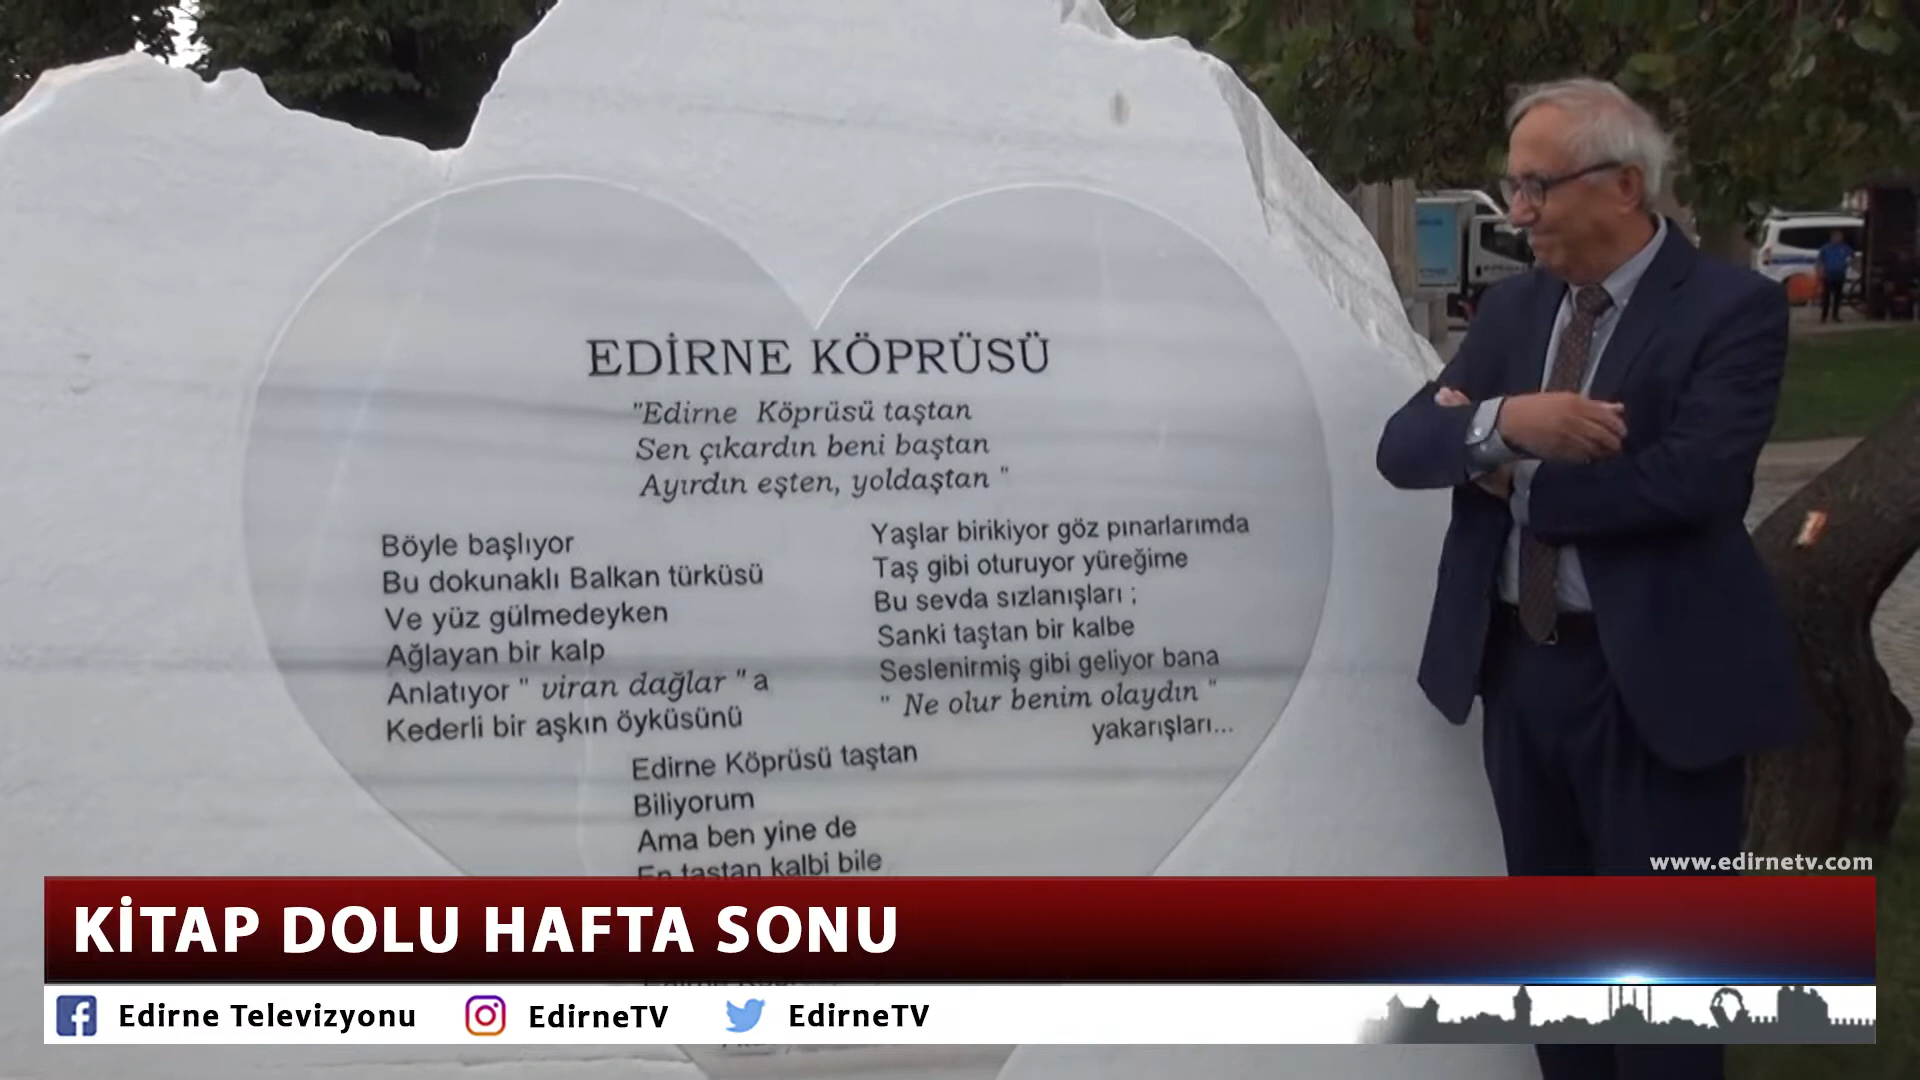 EDİRNE KÖPRÜSÜ
"Edirne Köprüsü taştan
Sen çıkardın beni baştan
Ayırdın eşten, yoldaştan "
Böyle başlıyor
Bu dokunaklı Balkan türküsü
Ve yüz gülmedeyken
Ağlayan bir kalp
Anlatıyor " viran dağlar "a
Kederli bir aşkın öyküsünü
Yaşlar birikiyor göz pınarlarımda
Taş gibi oturuyor yüreğime
Bu sevda sızlanışları ;
Sanki taştan bir kalbe
Seslenirmiş gibi geliyor bana
" Ne olur benim olaydın "
yakarışları...
Edirne Köprüsü taştan
Biliyorum
Ama ben yine de
En taştan kalbi bile
www.edirnetv.com
KİTAP DOLU HAFTA SONU
Edirne Televizyonu
EdirneTV
EdirneTV